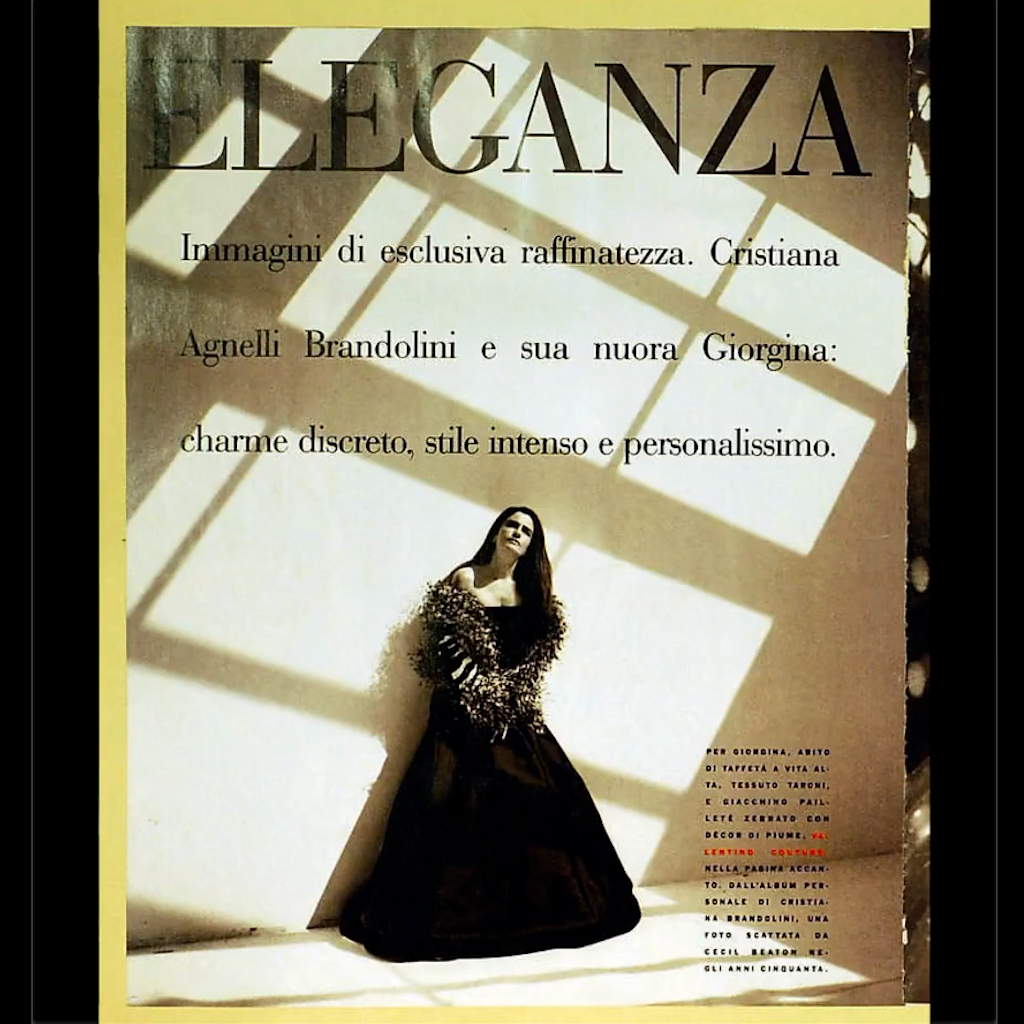 ELEGANZA
Immagini di esclusiva raffinatezza. Cristiana
Agnelli Brandolini e sua nuora Giorgina:
charme discreto, stile intenso e personalissimo.
PER GIORGINA, ABITO
DI TAFFETÀ A VITA AL-
TA, TESSUTO TARONI,
E GIACCHINO PAIL-
LETÉ ZEBRATO CON
DÉCOR DI PIUME, VA-
LENTINO COUTURE.
NELLA PAGINA ACCAN-
TO, DALL'ALBUM PER-
SONALE DI CRISTIA-
NA BRANDOLINI, UNA
FOTO SCATTATA DA
CECIL BEATON NE-
GLI ANNI CINQUANTA.